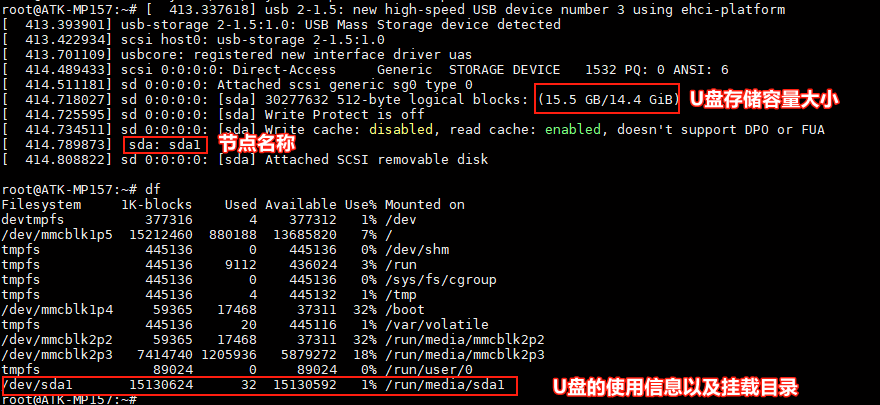 root@ATK-MP157:~# [  413.337618] usb 2-1.5: new high-speed USB device number 3 using ehci-platform
[  413.393901] usb-storage 2-1.5:1.0: USB Mass Storage device detected
[  413.422934] scsi host0: usb-storage 2-1.5:1.0
[  413.701109] usbcore: registered new interface driver uas
[  414.489433] scsi 0:0:0:0: Direct-Access     Generic  STORAGE DEVICE   1532 PQ: 0 ANSI: 6
[  414.511181] sd 0:0:0:0: Attached scsi generic sg0 type 0
[  414.718027] sd 0:0:0:0: [sda] 30277632 512-byte logical blocks: (15.5 GB/14.4 GiB) U盘存储容量大小
[  414.725595] sd 0:0:0:0: [sda] Write Protect is off
[  414.734511] sd 0:0:0:0: [sda] Write cache: disabled, read cache: enabled, doesn't support DPO or FUA
[  414.789873]  sda: sda1 节点名称
[  414.808822] sd 0:0:0:0: [sda] Attached SCSI removable disk
root@ATK-MP157:~# df
Filesystem     1K-blocks    Used Available Use% Mounted on
devtmpfs          377316       4    377312   1% /dev
/dev/mmcblk1p5  15212460  880188  13685820   7% /
tmpfs             445136       0    445136   0% /dev/shm
tmpfs             445136    9112    436024   3% /run
tmpfs             445136       0    445136   0% /sys/fs/cgroup
tmpfs             445136       4    445132   1% /tmp
/dev/mmcblk1p4     59365   17468     37311  32% /boot
tmpfs             445136      20    445116   1% /var/volatile
/dev/mmcblk2p2     59365   17468     37311  32% /run/media/mmcblk2p2
/dev/mmcblk2p3   7414740 1205936   5879272  18% /run/media/mmcblk2p3
tmpfs              89024       0     89024   0% /run/user/0
/dev/sda1       15130624      32  15130592   1% /run/media/sda1 U盘的使用信息以及挂载目录
root@ATK-MP157:~#